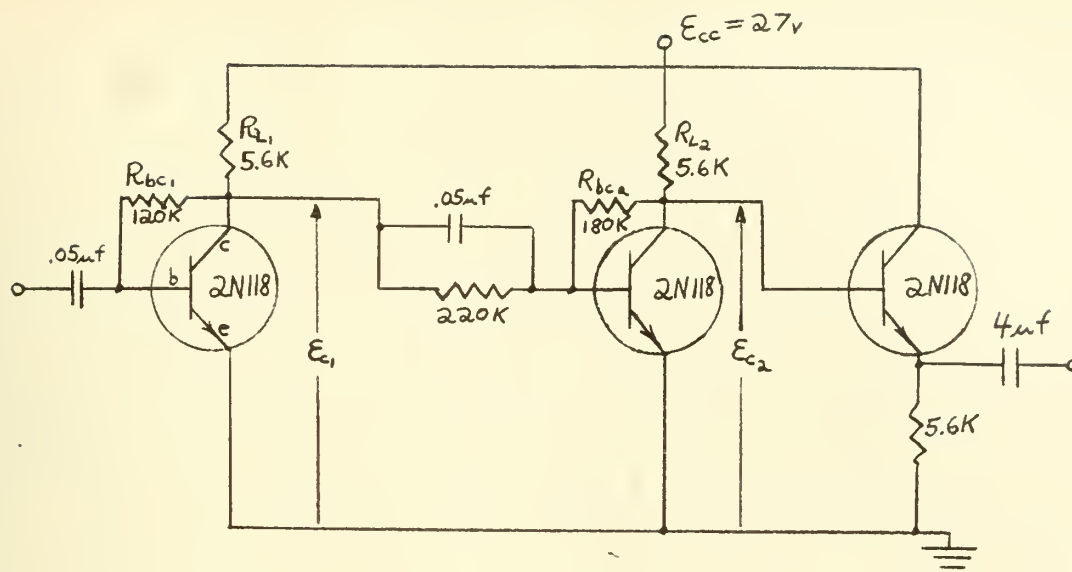 Ecc = 27v
RL1
5.6K
RL2
5.6K
Rbc1
120K
.05µf
Rbc2
180K
.05µf
c
b
e
2N118
220K
2N118
2N118
4µf
Ec1
Ec2
5.6K